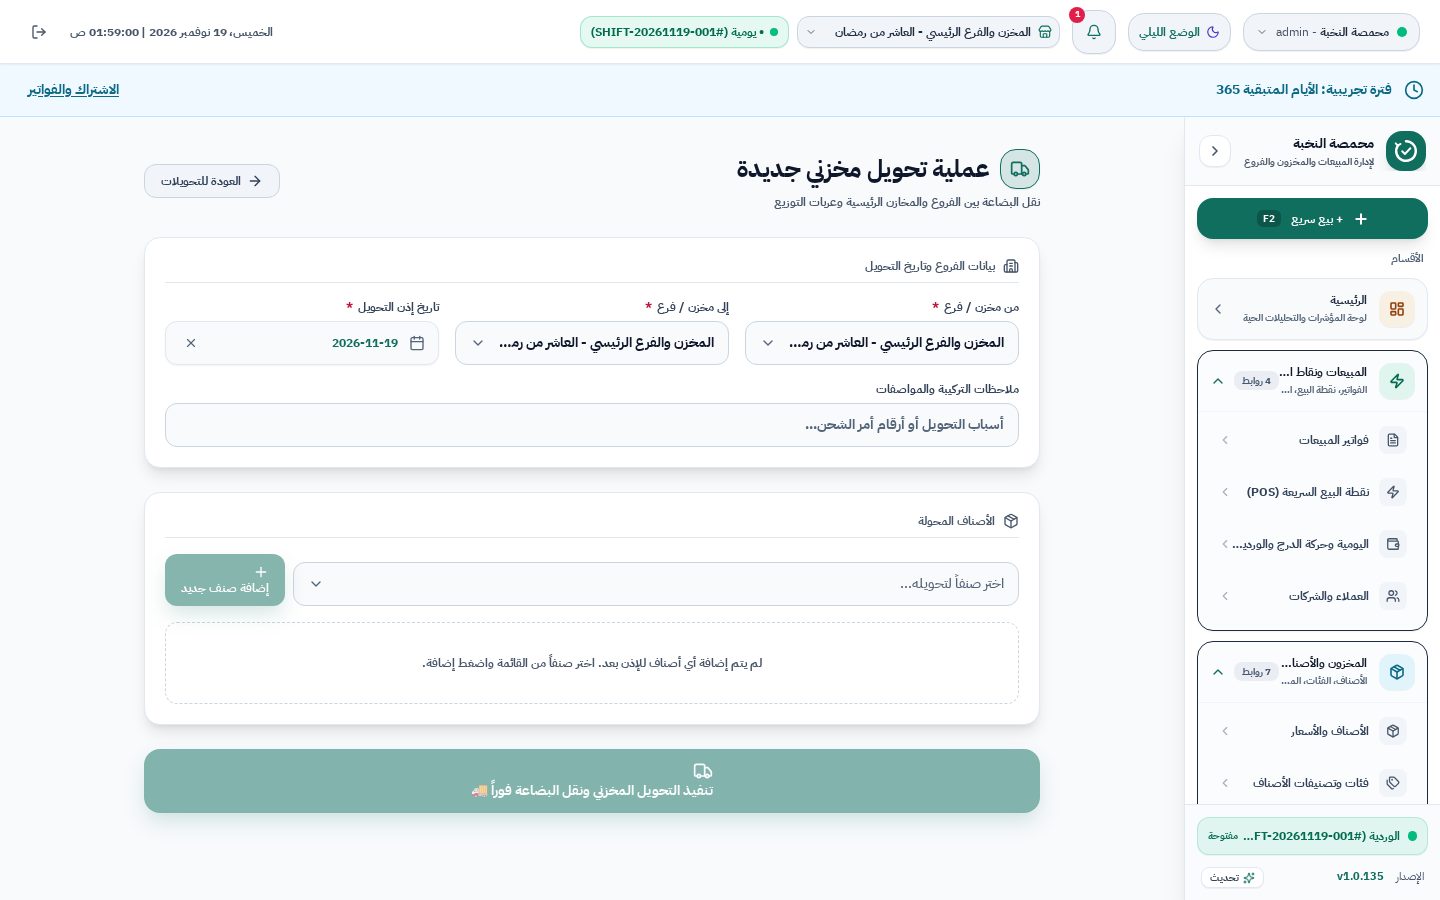 محمصة النخبة - admin
الوضع الليلي
1
المخزن والفرع الرئيسي - العاشر من رمضان
• يومية (#SHIFT-20261119-001)
الخميس، 19 نوفمبر 2026 | 01:59:00 ص
فترة تجريبية: الأيام المتبقية 365
الاشتراك والفواتير
محمصة النخبة
لإدارة المبيعات والمخزون والفروع
+ بيع سريع F2
الأقسام
الرئيسية
لوحة المؤشرات والتحليلات الحية
المبيعات ونقاط ا...
الفواتير، نقطة البيع، ا...
4 روابط
فواتير المبيعات
نقطة البيع السريعة (POS)
اليومية وحركة الدرج والورديـ...
العملاء والشركات
المخزون والأصنا...
الأصناف، الفئات، المـ...
7 روابط
الأصناف والأسعار
فئات وتصنيفات الأصناف
الوردية (#FT-20261119-001... مفتوحة
الإصدار v1.0.135
تحديث
عملية تحويل مخزني جديدة
نقل البضاعة بين الفروع والمخازن الرئيسية وعربات التوزيع
العودة للتحويلات
بيانات الفروع وتاريخ التحويل
من مخزن / فرع *
إلى مخزن / فرع *
تاريخ إذن التحويل *
المخزن والفرع الرئيسي - العاشر من رمـ...
المخزن والفرع الرئيسي - العاشر من رمـ...
2026-11-19
ملاحظات التركيبة والمواصفات
أسباب التحويل أو أرقام أمر الشحن...
الأصناف المحولة
اختر صنفاً لتحويله...
إضافة صنف جديد
لم يتم إضافة أي أصناف للإذن بعد. اختر صنفاً من القائمة واضغط إضافة.
تنفيذ التحويل المخزني ونقل البضاعة فوراً 🚚